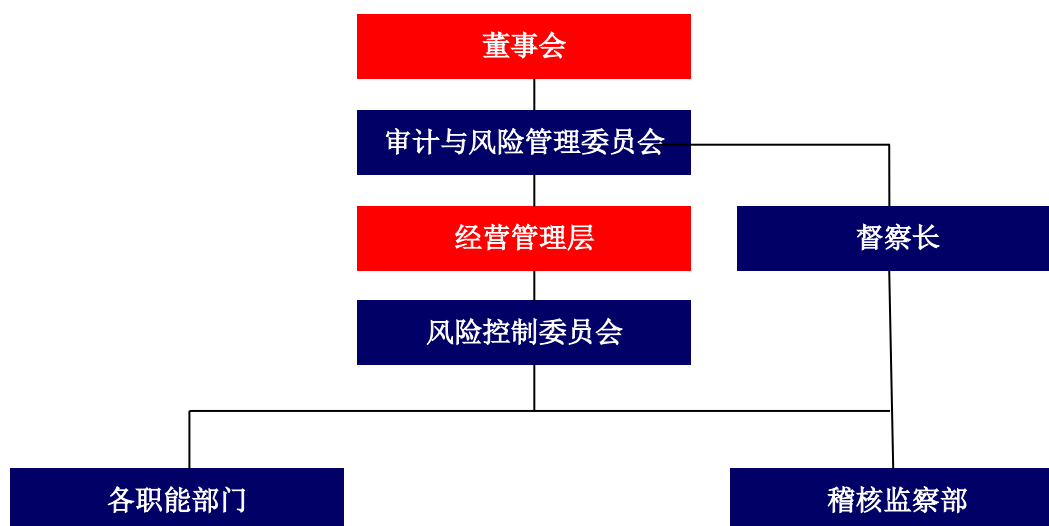 董事会
审计与风险管理委员会
经营管理层
督察长
风险控制委员会
各职能部门
稽核监察部